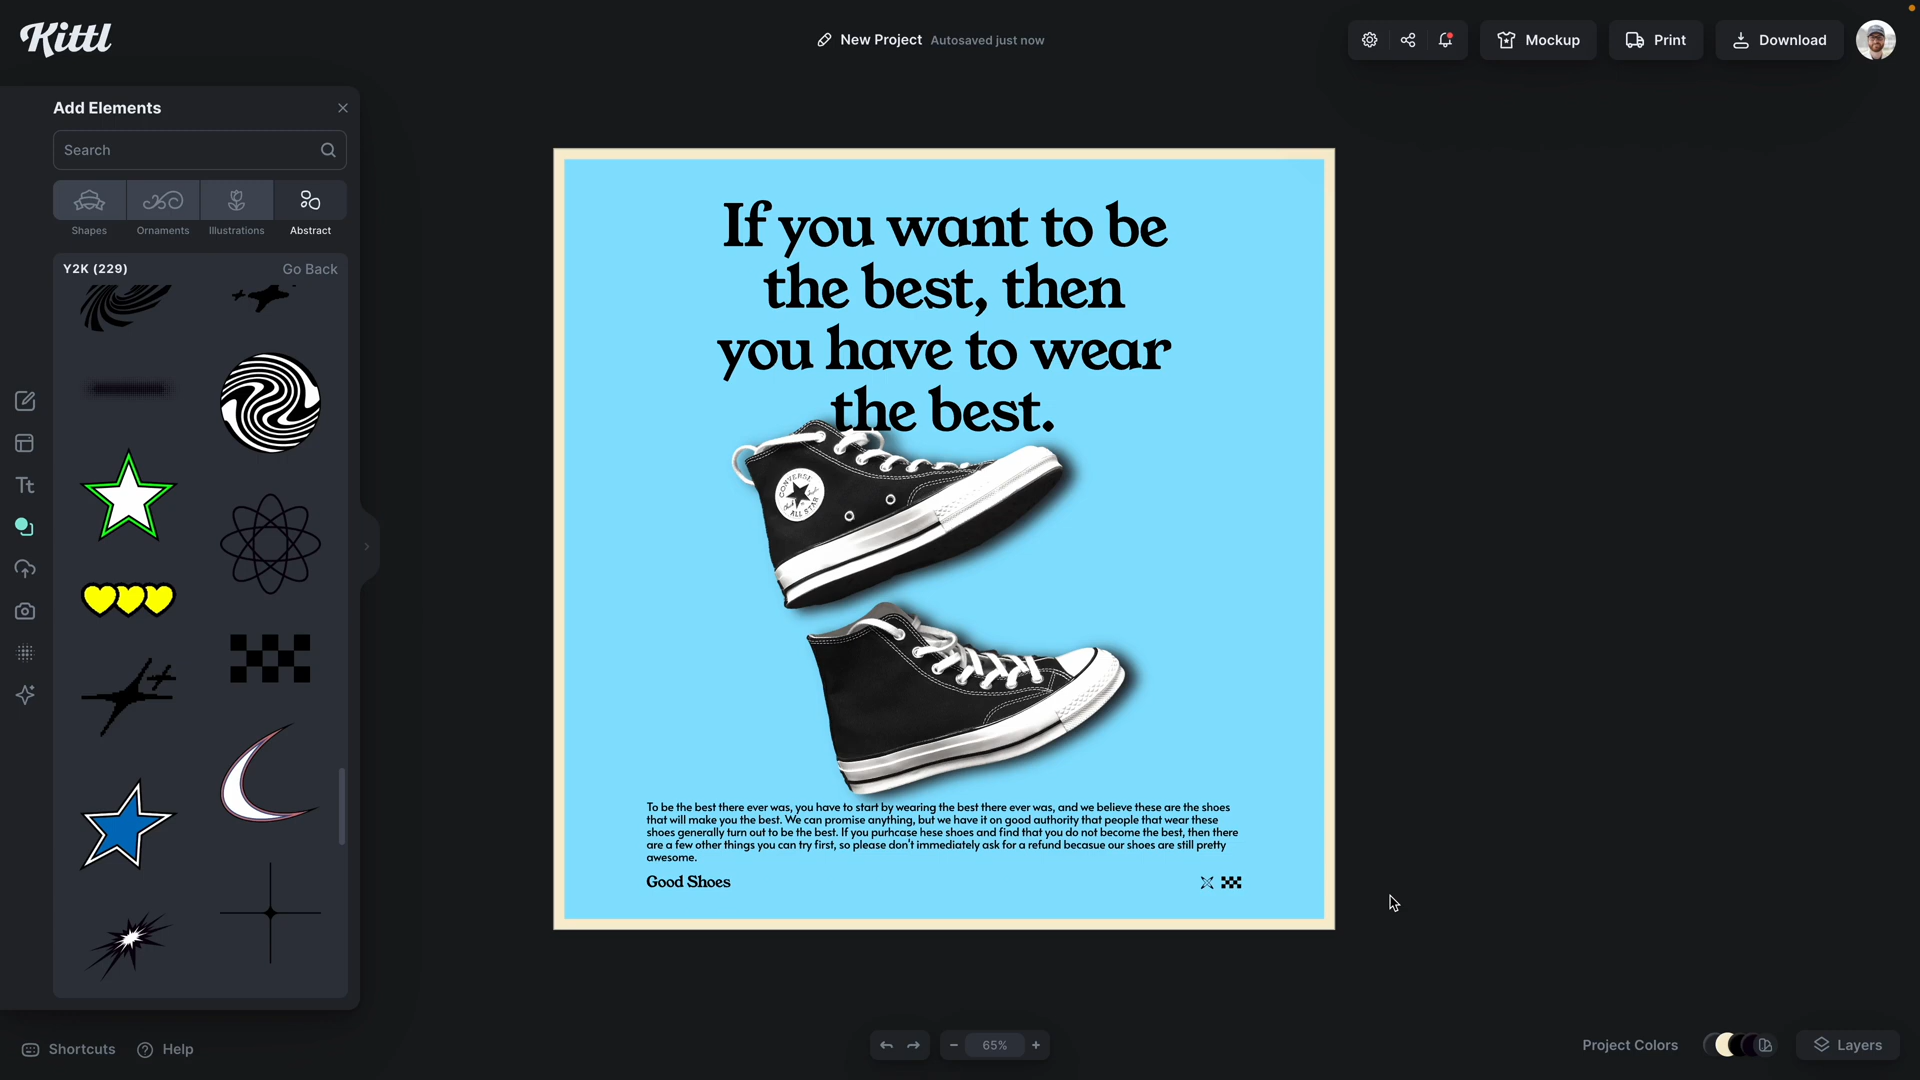 Kittl
New Project Autosaved just now
Mockup
Print
Download
Add Elements
Search
Shapes
Ornaments
Illustrations
Abstract
Y2K (229)
Go Back
If you want to be
the best, then
you have to wear
the best.
CONVERSE
ALL STAR
To be the best there ever was, you have to start by wearing the best there ever was, and we believe these are the shoes
that will make you the best. We can promise anything, but we have it on good authority that people that wear these
shoes generally turn out to be the best. If you purhcase hese shoes and find that you do not become the best, then there
are a few other things you can try first, so please don't immediately ask for a refund becasue our shoes are still pretty
awesome.
Good Shoes
Tt
Shortcuts
Help
65%
Project Colors
Layers